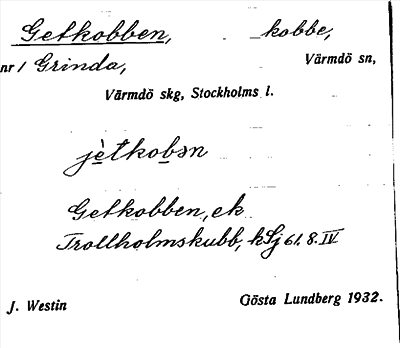 Getkobben, kobbe,
nr 1 Grinda, Värmdö sn,
Värmdö skg, Stockholms l.
jètkobən
Getkobben, ek
Trollholmskubb, kSj 61. 8. IV
J. Westin Gösta Lundberg 1932.